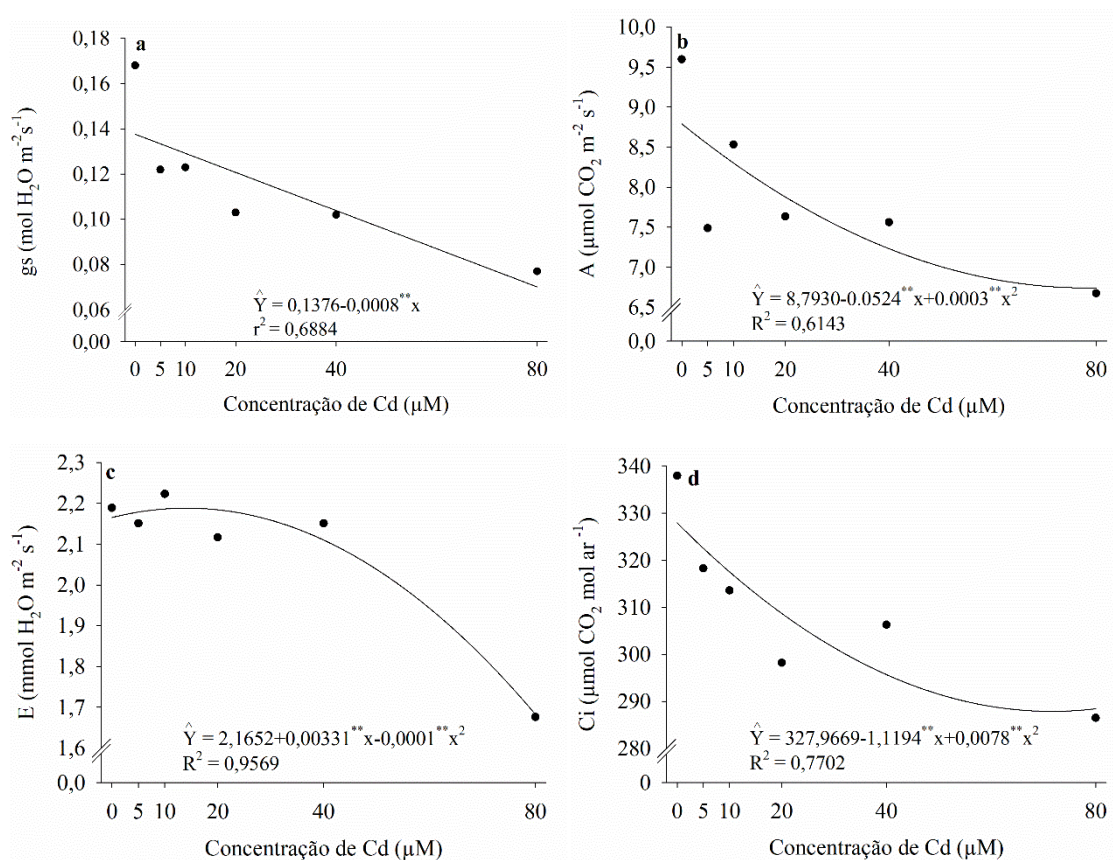 a
gs (mol H₂O m⁻² s⁻¹)
0,18
0,16
0,14
0,12
0,10
0,08
0,06
0,00
Ŷ = 0,1376-0,0008**x
r² = 0,6884
0 5 10 20 40 80
Concentração de Cd (µM)
b
A (µmol CO₂ m⁻² s⁻¹)
10,0
9,5
9,0
8,5
8,0
7,5
7,0
6,5
0,0
Ŷ = 8,7930-0.0524**x+0.0003**x²
R² = 0,6143
0 5 10 20 40 80
Concentração de Cd (µM)
c
E (mmol H₂O m⁻² s⁻¹)
2,3
2,2
2,1
2,0
1,9
1,8
1,7
1,6
0,0
Ŷ = 2,1652+0,00331**x-0,0001**x²
R² = 0,9569
0 5 10 20 40 80
Concentração de Cd (µM)
d
Ci (µmol CO₂ mol ar⁻¹)
340
330
320
310
300
290
280
0
Ŷ = 327,9669-1,1194**x+0,0078**x²
R² = 0,7702
0 5 10 20 40 80
Concentração de Cd (µM)